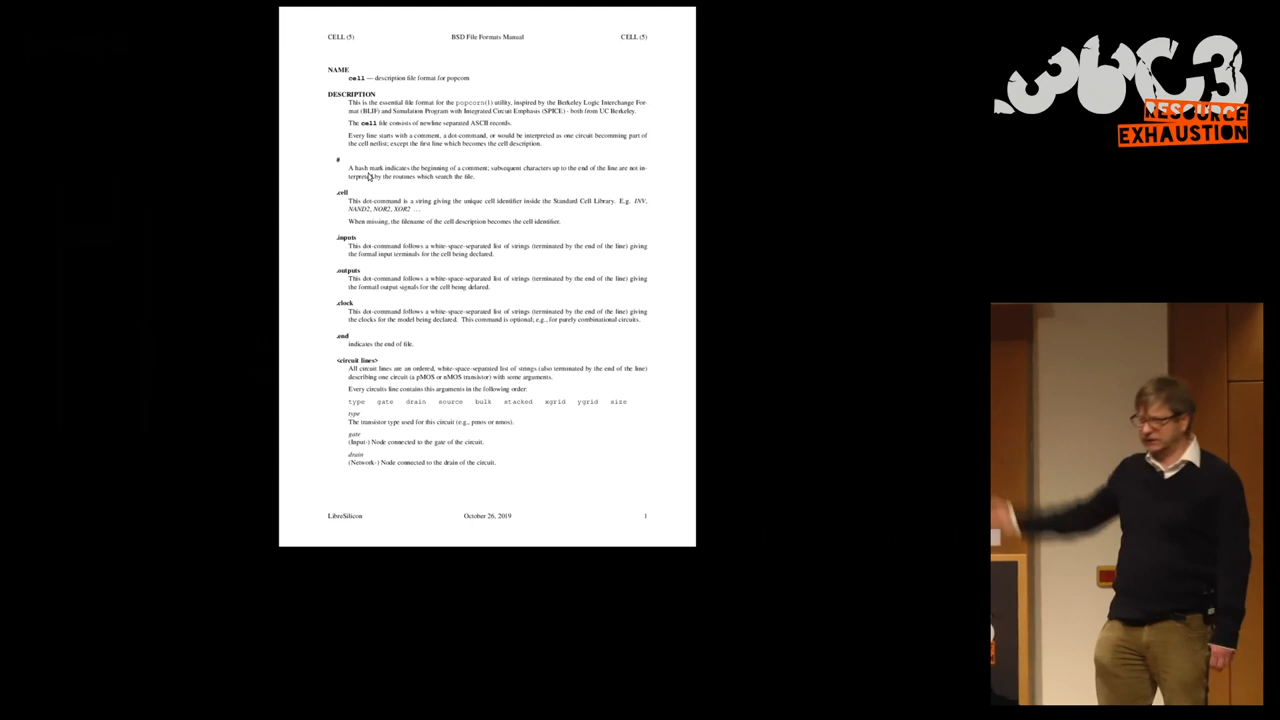 CELL (5) BSD File Formats Manual CELL (5)
NAME
cell — description file format for popcorn
DESCRIPTION
This is the essential file format for the popcorn(1) utility, inspired by the Berkeley Logic Interchange For-
mat (BLIF) and Simulation Program with Integrated Circuit Emphasis (SPICE) - both from UC Berkeley.
The cell file consists of newline separated ASCII records.
Every line starts with a comment, a dot-command, or would be interpreted as one circuit becomming part of
the cell netlist; except the first line which becomes the cell description.
#
A hash mark indicates the beginning of a comment; subsequent characters up to the end of the line are not in-
terpreted by the routines which search the file.
.cell
This dot-command is a string giving the unique cell identifier inside the Standard Cell Library. E.g. INV,
NAND2, NOR2, XOR2 ...
When missing, the filename of the cell description becomes the cell identifier.
.inputs
This dot-command follows a white-space-separated list of strings (terminated by the end of the line) giving
the formal input terminals for the cell being declared.
.outputs
This dot-command follows a white-space-separated list of strings (terminated by the end of the line) giving
the formatl output signals for the cell being delared.
.clock
This dot-command follows a white-space-separated list of strings (terminated by the end of the line) giving
the clocks for the model being declared. This command is optional; e.g., for purely combinational circuits.
.end
indicates the end of file.
<circuit lines>
All circuit lines are an ordered, white-space-separated list of strings (also terminated by the end of the line)
describing one circuit (a pMOS or nMOS transistor) with some arguments.
Every circuits line contains this arguments in the following order:
type gate drain source bulk stacked xgrid ygrid size
type
The transistor type used for this circuit (e.g., pmos or nmos).
gate
(Input-) Node connected to the gate of the circuit.
drain
(Network-) Node connected to the drain of the circuit.
LibreSilicon October 26, 2019 1
36C3
RESOURCE
EXHAUSTION